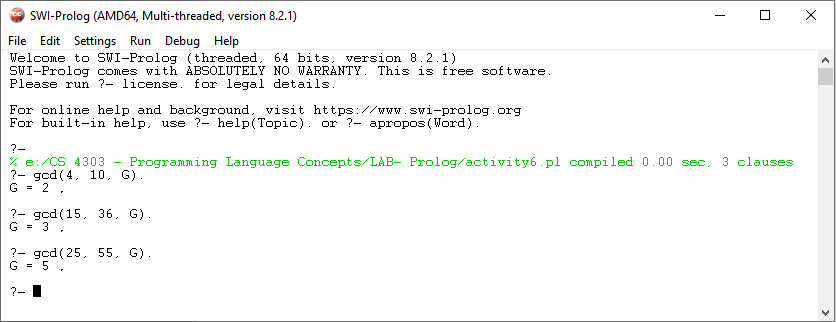 SWI-Prolog (AMD64, Multi-threaded, version 8.2.1)
File Edit Settings Run Debug Help
Welcome to SWI-Prolog (threaded, 64 bits, version 8.2.1)
SWI-Prolog comes with ABSOLUTELY NO WARRANTY. This is free software.
Please run ?- license. for legal details.
For online help and background, visit https://www.swi-prolog.org
For built-in help, use ?- help(Topic). or ?- apropos(Word).
?-
% e:/CS 4303 - Programming Language Concepts/LAB- Prolog/activity6.pl compiled 0.00 sec, 3 clauses
?- gcd(4, 10, G).
G = 2 .
?- gcd(15, 36, G).
G = 3 .
?- gcd(25, 55, G).
G = 5 .
?-